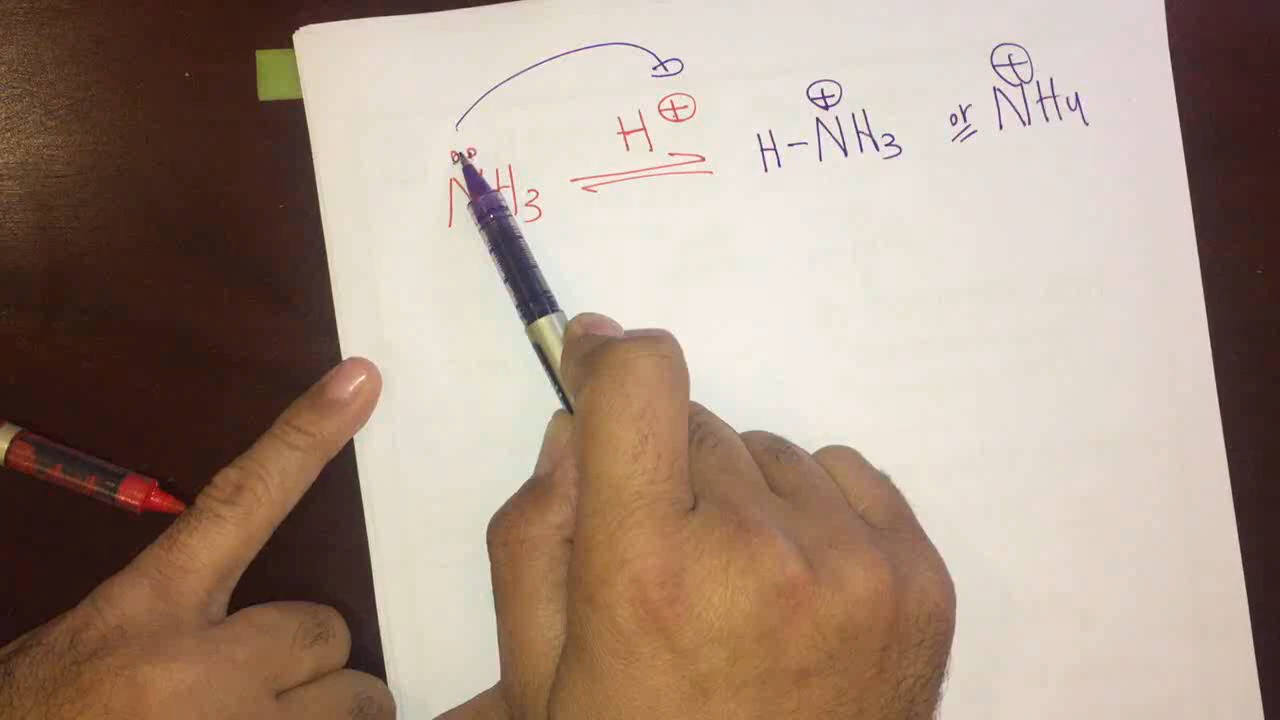 NH3 ⇌ H⊕ H-NH3⊕ or NH4⊕